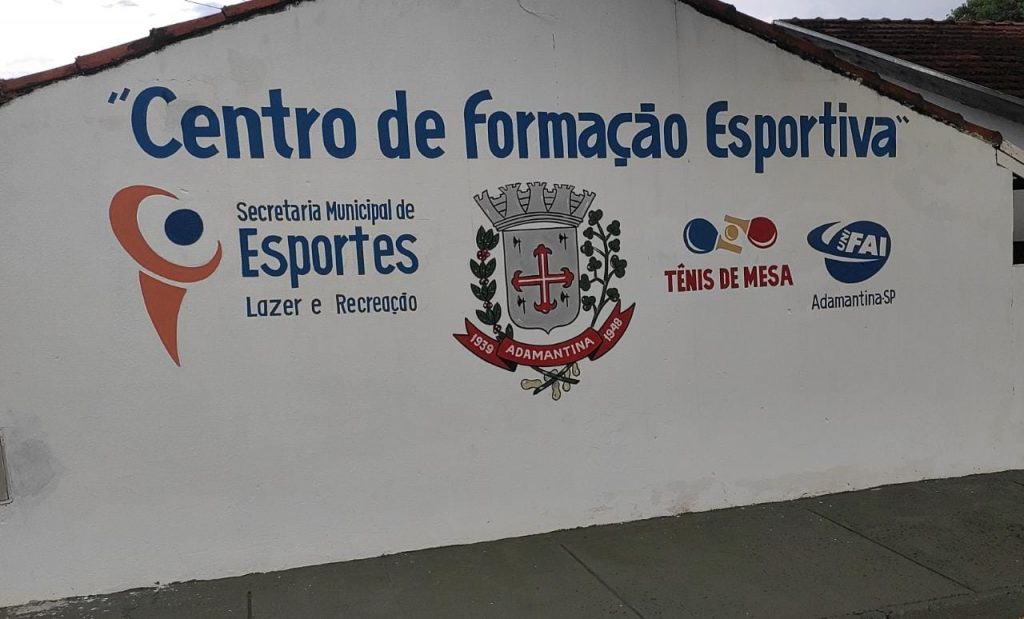 "Centro de Formação Esportiva"
Secretaria Municipal de
Esportes
Lazer e Recreação
1939 ADAMANTINA 1948
TÊNIS DE MESA
UNIFAI
Adamantina-SP